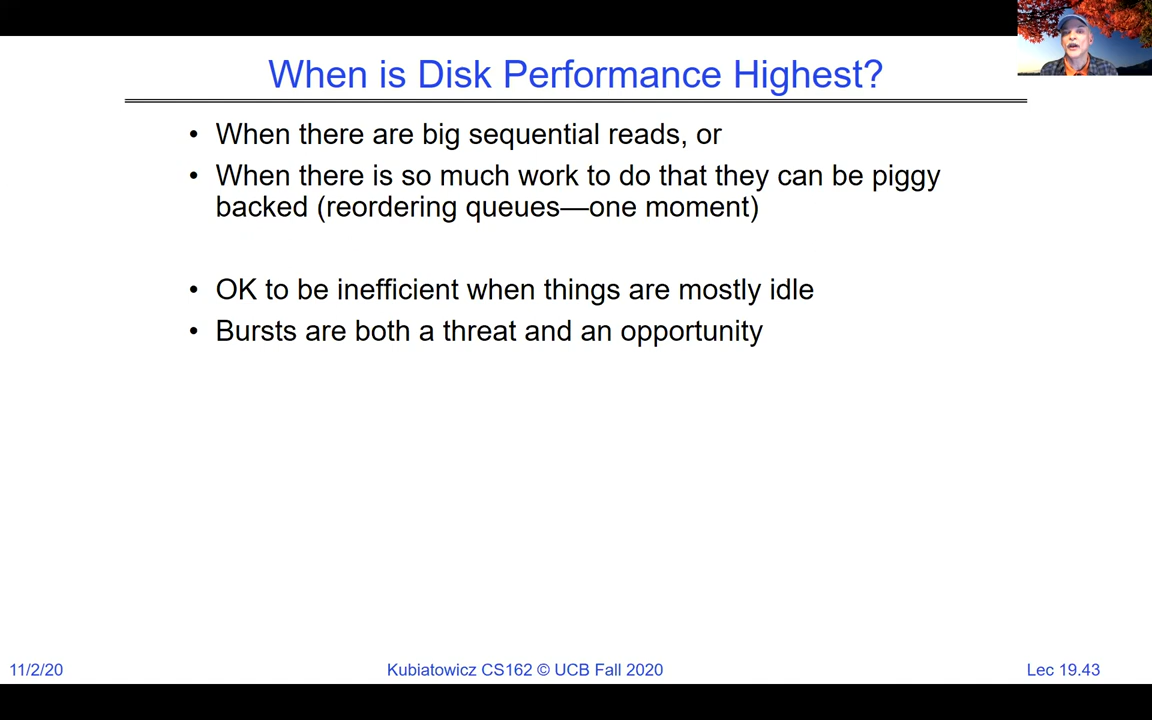 When is Disk Performance Highest?
• When there are big sequential reads, or
• When there is so much work to do that they can be piggy
backed (reordering queues—one moment)
• OK to be inefficient when things are mostly idle
• Bursts are both a threat and an opportunity
11/2/20
Kubiatowicz CS162 © UCB Fall 2020
Lec 19.43